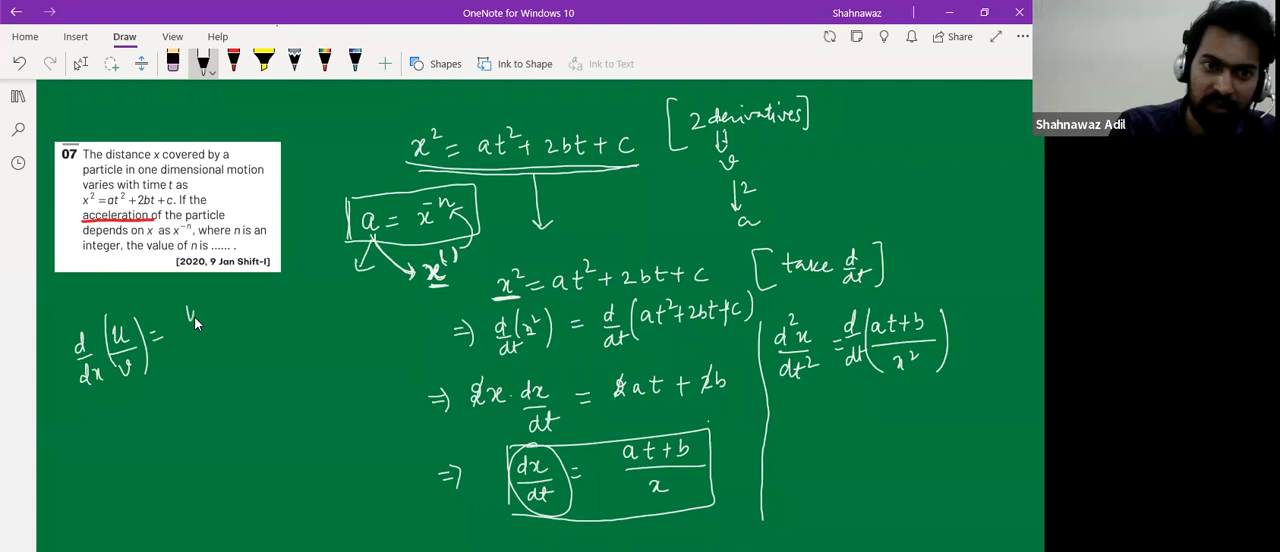 OneNote for Windows 10
Shahnawaz
Home Insert Draw View Help
Share
Shapes Ink to Shape Ink to Text
Shahnawaz Adil
07 The distance x covered by a
particle in one dimensional motion
varies with time t as
x² = at² + 2bt + c. If the
acceleration of the particle
depends on x as x⁻ⁿ, where n is an
integer, the value of n is ...... .
[2020, 9 Jan Shift-I]
x² = at² + 2bt + c
[2 derivatives]
v
2
a
a = x⁻ⁿ
x⁽ ⁾
x² = at² + 2bt + c [take d/dt]
⇒ d/dt (x²) = d/dt (at² + 2bt + c)
⇒ 2x · dx/dt = 2at + 2b
⇒ dx/dt = (at + b)/x
d²x/dt² = d/dt ((at + b)/x²)
d/dx (u/v) =